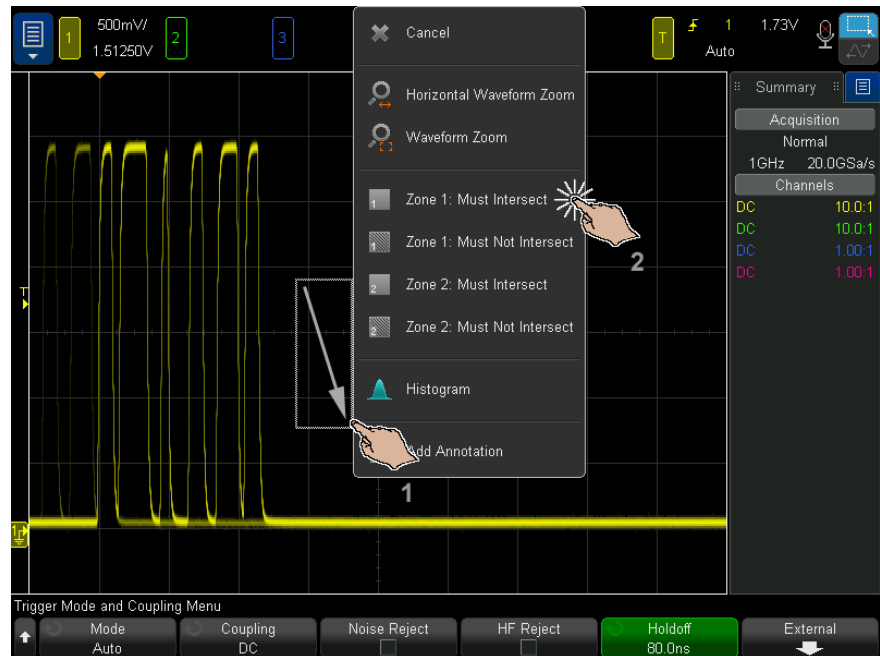 1
500mV/
1.51250V
2
3
T
1
1.73V
Auto
Cancel
Horizontal Waveform Zoom
Waveform Zoom
1
Zone 1: Must Intersect
1
Zone 1: Must Not Intersect
2
Zone 2: Must Intersect
2
Zone 2: Must Not Intersect
Histogram
Add Annotation
1
2
T
1
Summary
Acquisition
Normal
1GHz 20.0GSa/s
Channels
DC 10.0:1
DC 10.0:1
DC 1.00:1
DC 1.00:1
Trigger Mode and Coupling Menu
Mode
Auto
Coupling
DC
Noise Reject
HF Reject
Holdoff
80.0ns
External